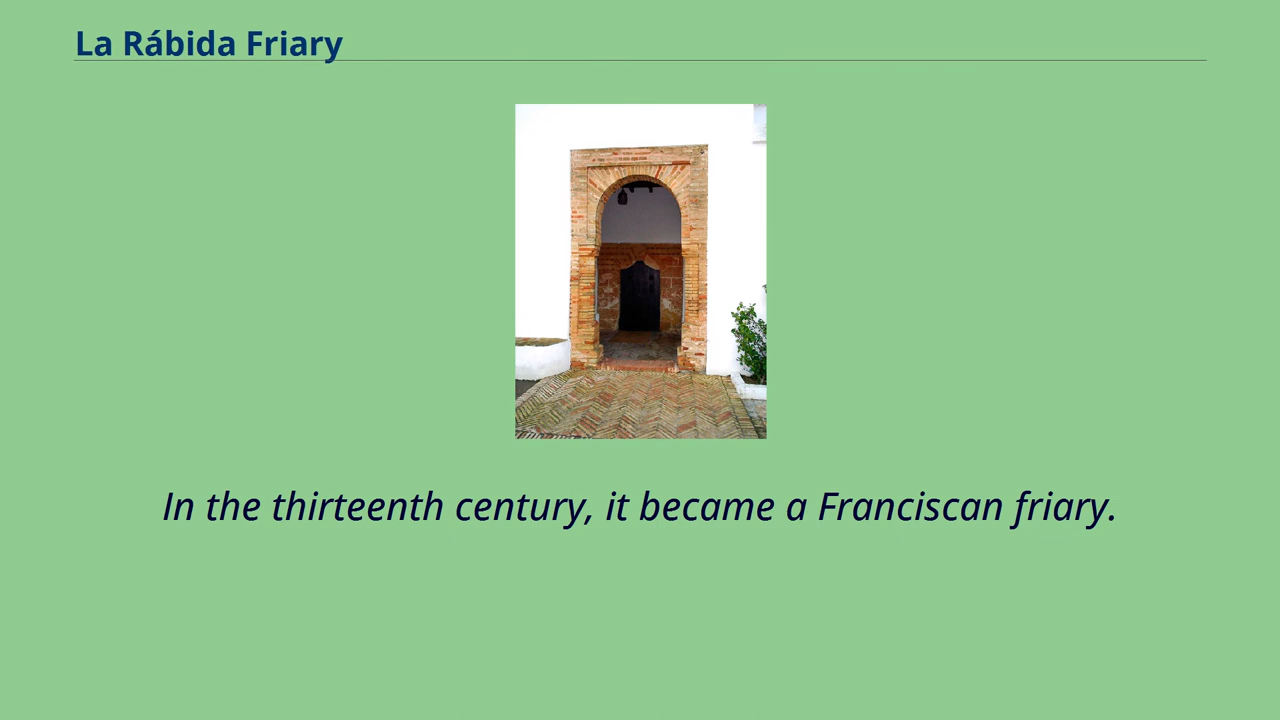 La Rábida Friary
In the thirteenth century, it became a Franciscan friary.